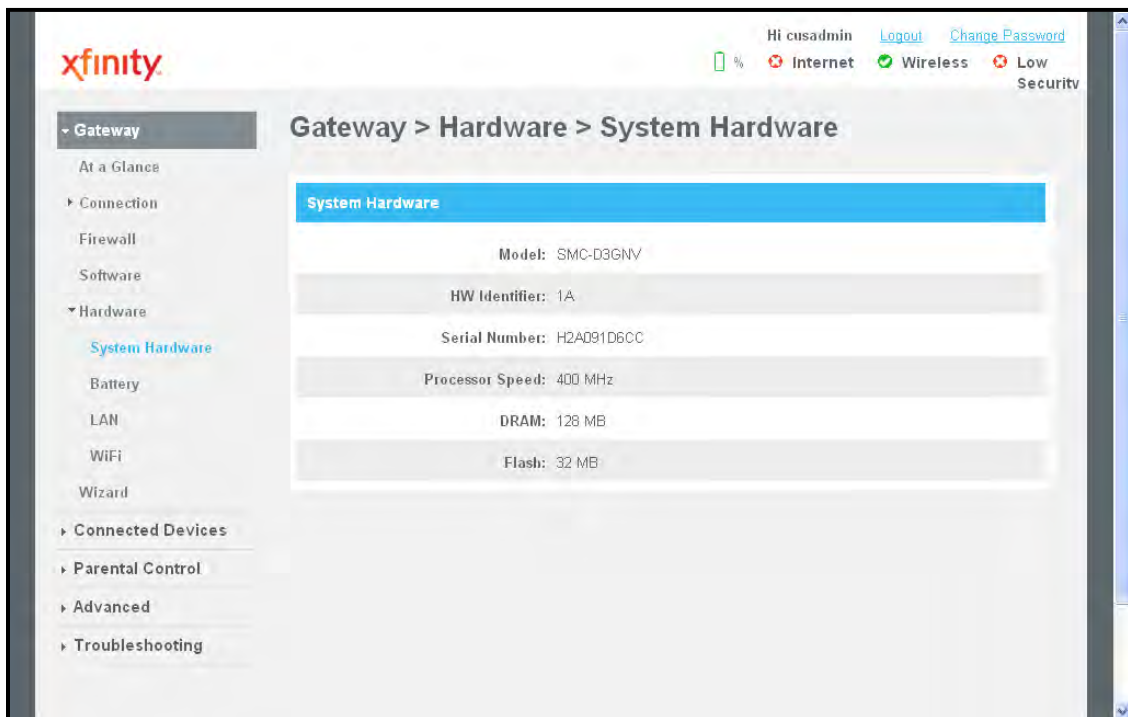 Hi cusadmin Logout Change Password
xfinity
% Internet Wireless Low
Security
Gateway
Gateway > Hardware > System Hardware
At a Glance
Connection
System Hardware
Firewall
Model: SMC-D3GNV
Software
HW Identifier: 1A
Hardware
Serial Number: H2A091D6CC
System Hardware
Processor Speed: 400 MHz
Battery
DRAM: 128 MB
LAN
Flash: 32 MB
WiFi
Wizard
Connected Devices
Parental Control
Advanced
Troubleshooting